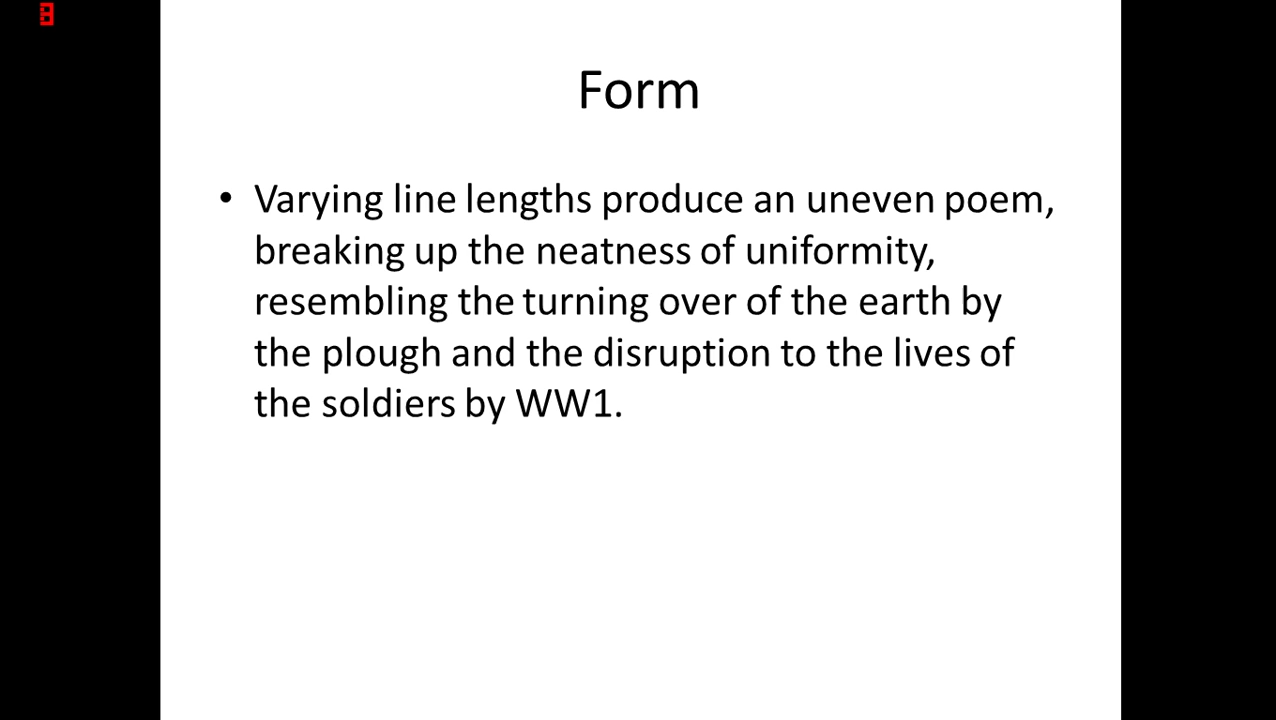 Form
• Varying line lengths produce an uneven poem,
breaking up the neatness of uniformity,
resembling the turning over of the earth by
the plough and the disruption to the lives of
the soldiers by WW1.